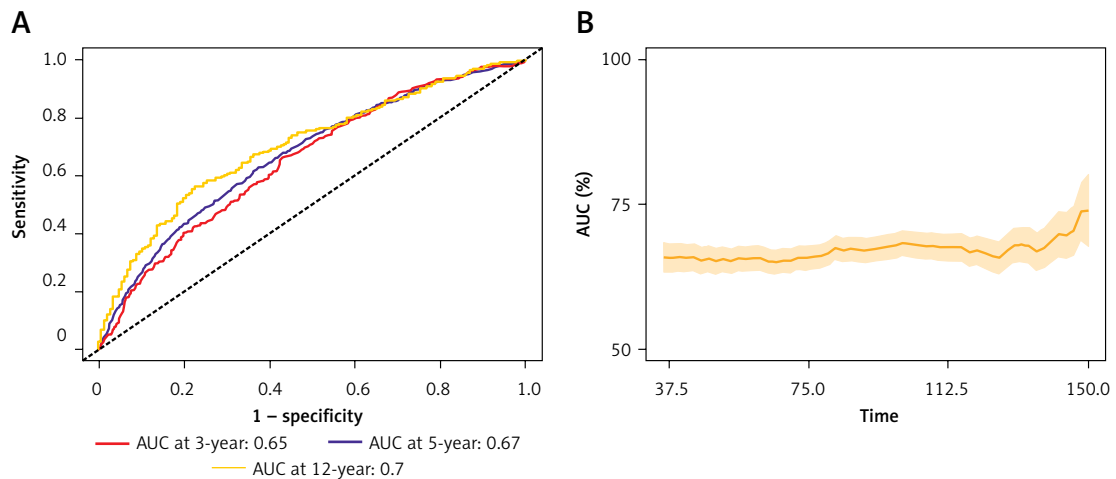 A
1.0
0.8
0.6
0.4
0.2
0
Sensitivity
0 0.2 0.4 0.6 0.8 1.0
1 – specificity
AUC at 3-year: 0.65 AUC at 5-year: 0.67
AUC at 12-year: 0.7
B
100
75
50
AUC (%)
37.5 75.0 112.5 150.0
Time